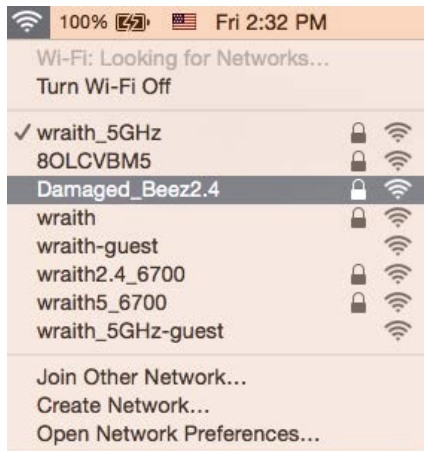 100% Fri 2:32 PM
Wi-Fi: Looking for Networks...
Turn Wi-Fi Off
wraith_5GHz
8OLCVBM5
Damaged_Beez2.4
wraith
wraith-guest
wraith2.4_6700
wraith5_6700
wraith_5GHz-guest
Join Other Network...
Create Network...
Open Network Preferences...